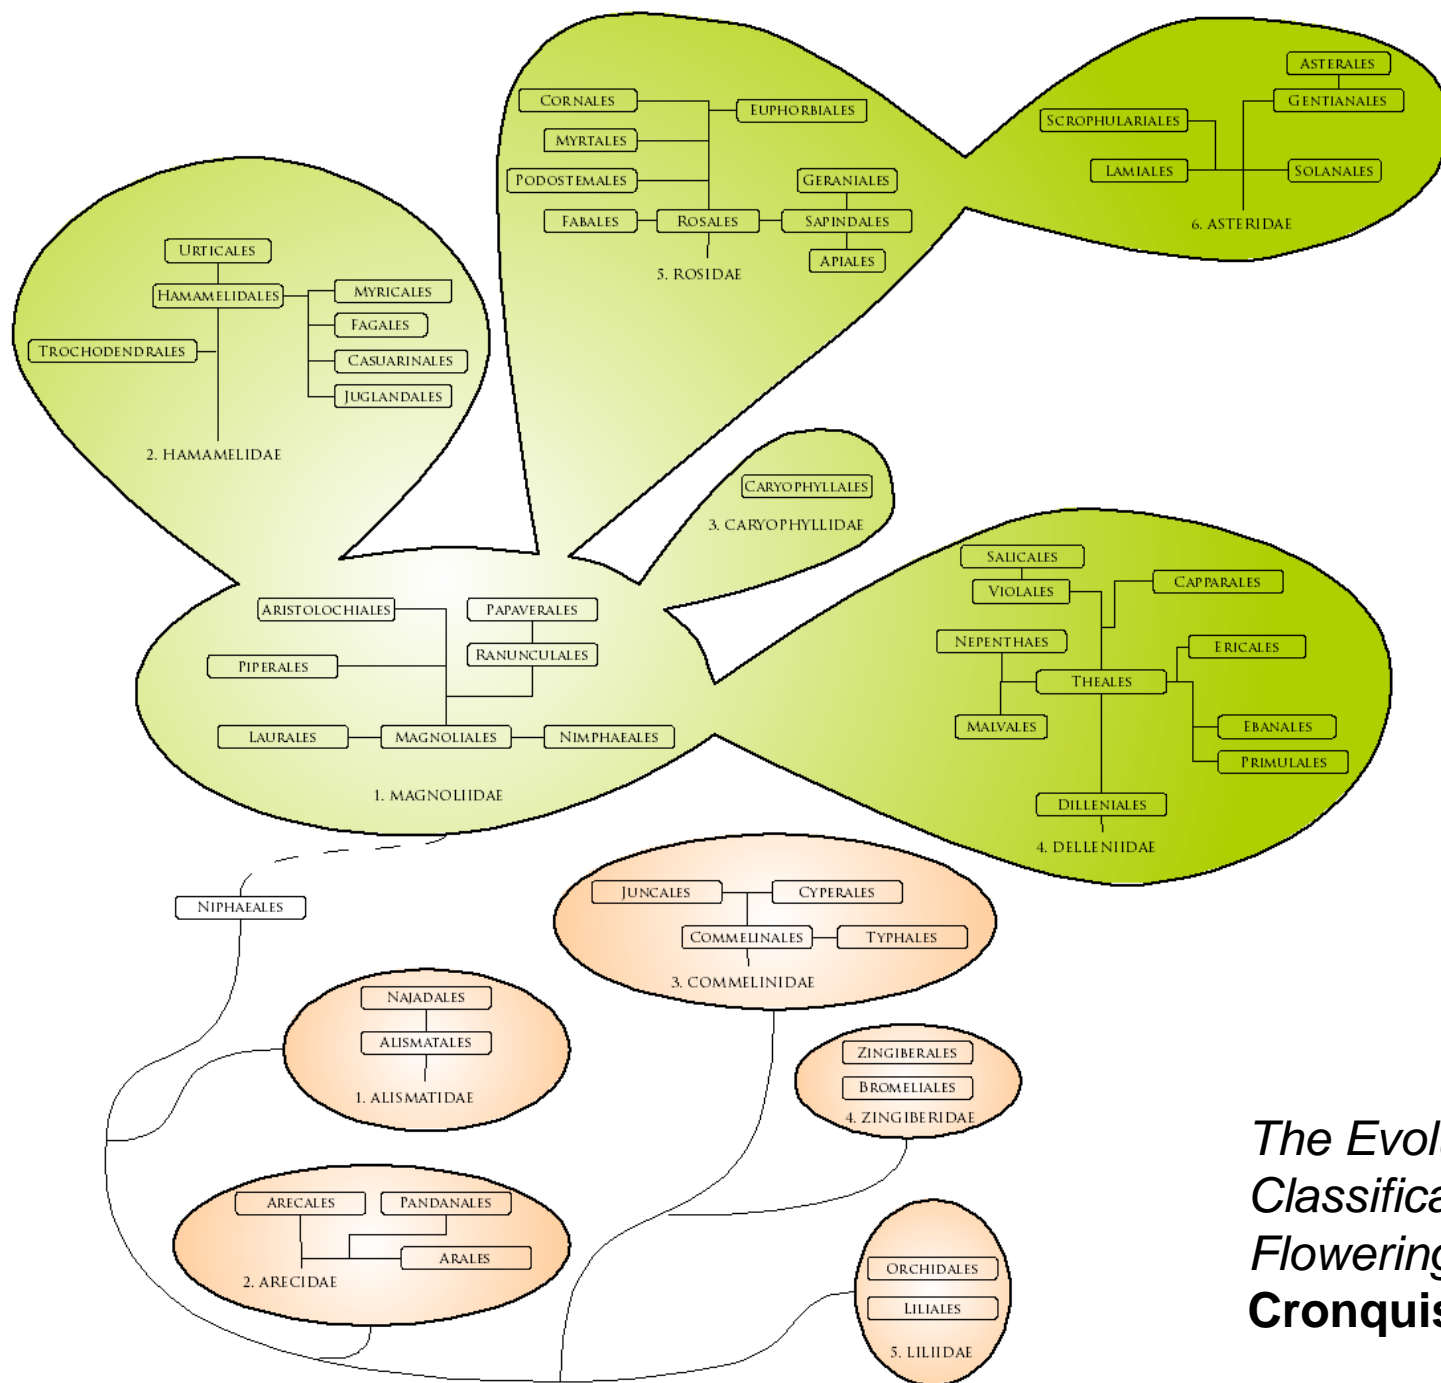 ASTERALES
GENTIANALES
SCROPHULARIALES
LAMIALES
SOLANALES
6. ASTERIDAE
CORNALES
EUPHORBIALES
MYRTALES
PODOSTEMALES
GERANIALES
FABALES
ROSALES
SAPINDALES
APIALES
5. ROSIDAE
URTICALES
HAMAMELIDALES
MYRICALES
FAGALES
TROCHODENDRALES
CASUARINALES
JUGLANDALES
2. HAMAMELIDAE
CARYOPHYLLALES
3. CARYOPHYLLIDAE
ARISTOLOCHIALES
PAPAVERALES
PIPERALES
RANUNCULALES
LAURALES
MAGNOLIALES
NIMPHAEALES
1. MAGNOLIIDAE
SALICALES
VIOLALES
CAPPARALES
NEPENTHAES
ERICALES
THEALES
MALVALES
EBANALES
PRIMULALES
DILLENIALES
4. DELLENIIDAE
NIPHAEALES
JUNCALES
CYPERALES
COMMELINALES
TYPHALES
3. COMMELINIDAE
NAJADALES
ALISMATALES
1. ALISMATIDAE
ZINGIBERALES
BROMELIALES
4. ZINGIBERIDAE
ARECALES
PANDANALES
ARALES
2. ARECIDAE
ORCHIDALES
LILIALES
5. LILIIDAE
The Evolu
Classifica
Flowering
Cronquis